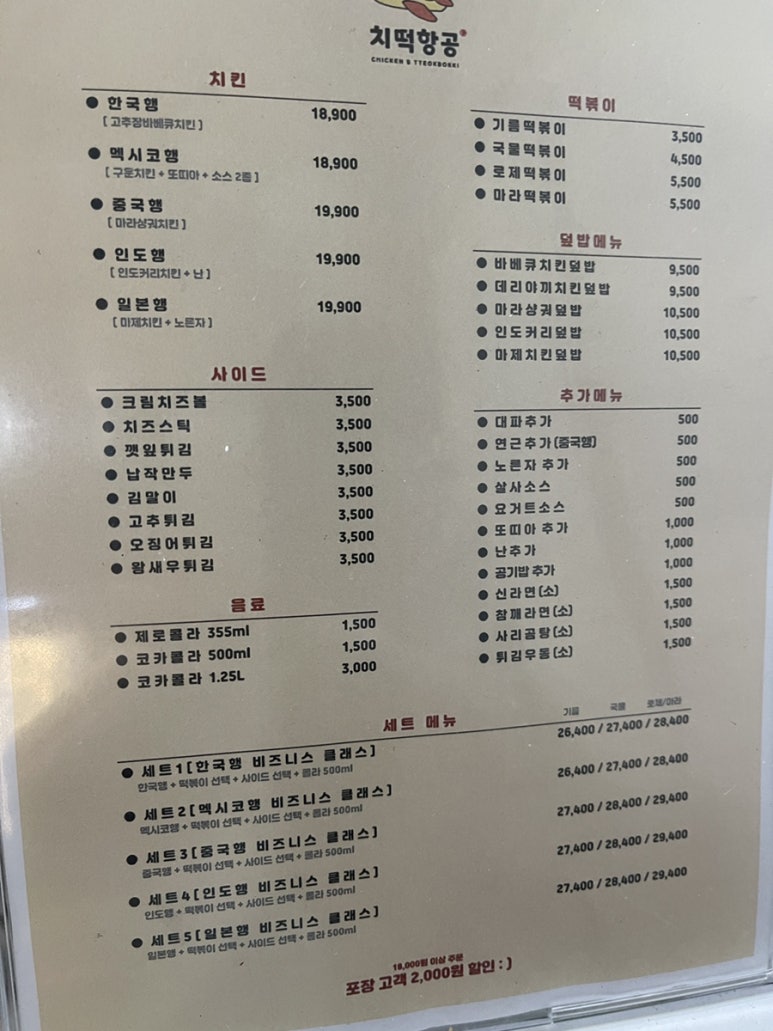 치떡항공
CHICKEN & TTEOKBOKKI
치킨
● 한국행 18,900
[ 고추장바베큐치킨 ]
● 멕시코행 18,900
[ 구운치킨 + 또띠아 + 소스 2종 ]
● 중국행 19,900
[ 마라샹궈치킨 ]
● 인도행 19,900
[ 인도커리치킨 + 난 ]
● 일본행 19,900
[ 마제치킨 + 노른자 ]
사이드
● 크림치즈볼 3,500
● 치즈스틱 3,500
● 깻잎튀김 3,500
● 납작만두 3,500
● 김말이 3,500
● 고추튀김 3,500
● 오징어튀김 3,500
● 왕새우튀김 3,500
음료
● 제로콜라 355ml 1,500
● 코카콜라 500ml 1,500
● 코카콜라 1.25L 3,000
떡볶이
● 기름떡볶이 3,500
● 국물떡볶이 4,500
● 로제떡볶이 5,500
● 마라떡볶이 5,500
덮밥메뉴
● 바베큐치킨덮밥 9,500
● 데리야끼치킨덮밥 9,500
● 마라샹궈덮밥 10,500
● 인도커리덮밥 10,500
● 마제치킨덮밥 10,500
추가메뉴
● 대파추가 500
● 연근추가(중국행) 500
● 노른자 추가 500
● 살사소스 500
● 요거트소스 500
● 또띠아 추가 1,000
● 난추가 1,000
● 공기밥 추가 1,000
● 신라면(소) 1,500
● 참깨라면(소) 1,500
● 사리곰탕(소) 1,500
● 튀김우동(소) 1,500
세트 메뉴
기름 국물 로제/마라
● 세트1[한국행 비즈니스 클래스] 26,400 / 27,400 / 28,400
한국행 + 떡볶이 선택 + 사이드 선택 + 콜라 500ml
● 세트2[멕시코행 비즈니스 클래스] 26,400 / 27,400 / 28,400
멕시코행 + 떡볶이 선택 + 사이드 선택 + 콜라 500ml
● 세트3[중국행 비즈니스 클래스] 27,400 / 28,400 / 29,400
중국행 + 떡볶이 선택 + 사이드 선택 + 콜라 500ml
● 세트4[인도행 비즈니스 클래스] 27,400 / 28,400 / 29,400
인도행 + 떡볶이 선택 + 사이드 선택 + 콜라 500ml
● 세트5[일본행 비즈니스 클래스] 27,400 / 28,400 / 29,400
일본행 + 떡볶이 선택 + 사이드 선택 + 콜라 500ml
18,000원 이상 주문
포장 고객 2,000원 할인 : )